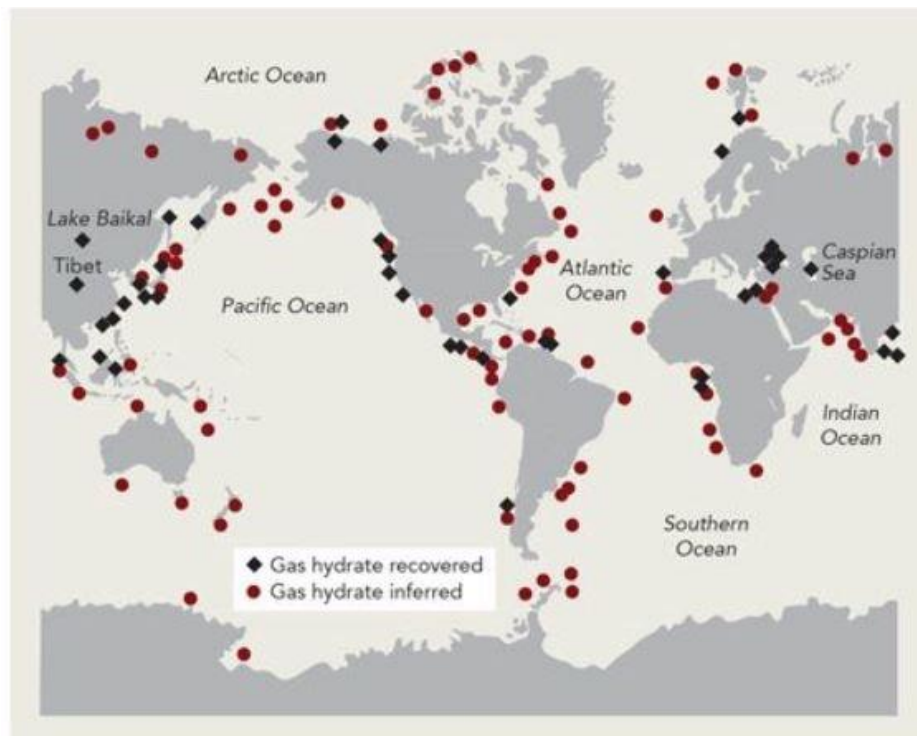 Arctic Ocean
Lake Baikal
Tibet
Pacific Ocean
Atlantic
Ocean
Caspian
Sea
Indian
Ocean
Southern
Ocean
Gas hydrate recovered
Gas hydrate inferred